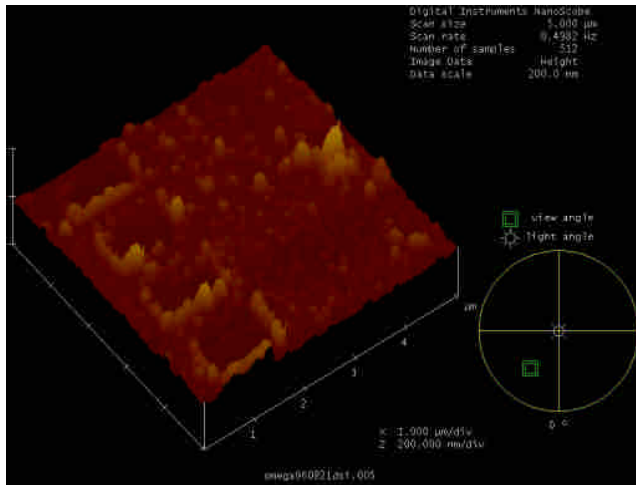 Digital Instruments NanoScope
Scan size 5.000 µm
Scan rate 0.4982 Hz
Number of samples 512
Image Data Height
Data scale 200.0 nm
view angle
light angle
µm
4
3
2
1
X 1.000 µm/div
Z 200.000 nm/div
0 °